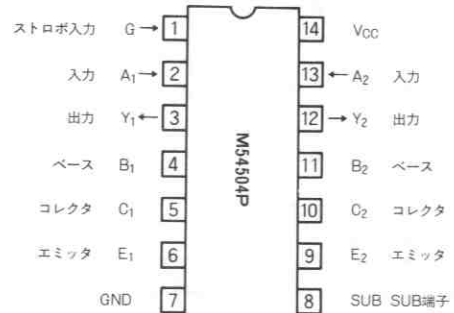 ストロボ入力 G→ 1 14 VCC
入力 A1→ 2 13 ←A2 入力
出力 Y1← 3 12 →Y2 出力
ベース B1 4 11 B2 ベース
コレクタ C1 5 10 C2 コレクタ
エミッタ E1 6 9 E2 エミッタ
GND 7 8 SUB SUB端子
M54504P